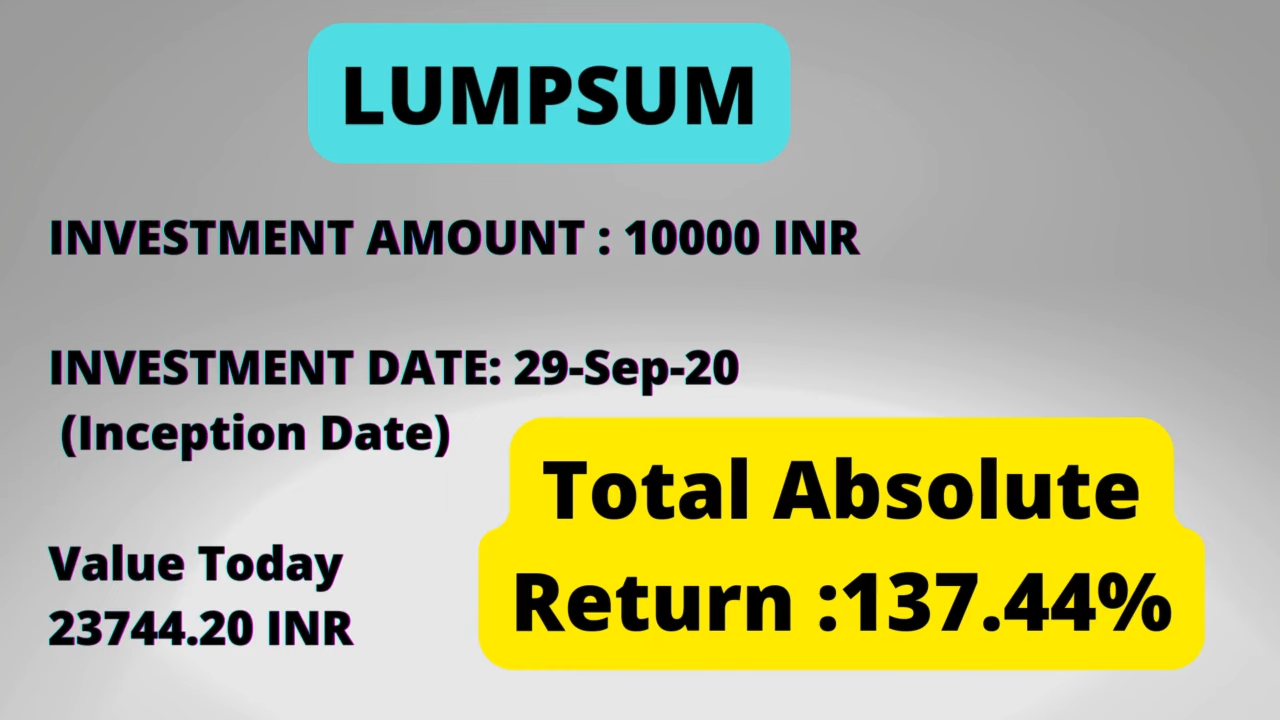 LUMPSUM
INVESTMENT AMOUNT : 10000 INR
INVESTMENT DATE: 29-Sep-20
(Inception Date)
Total Absolute
Return :137.44%
Value Today
23744.20 INR